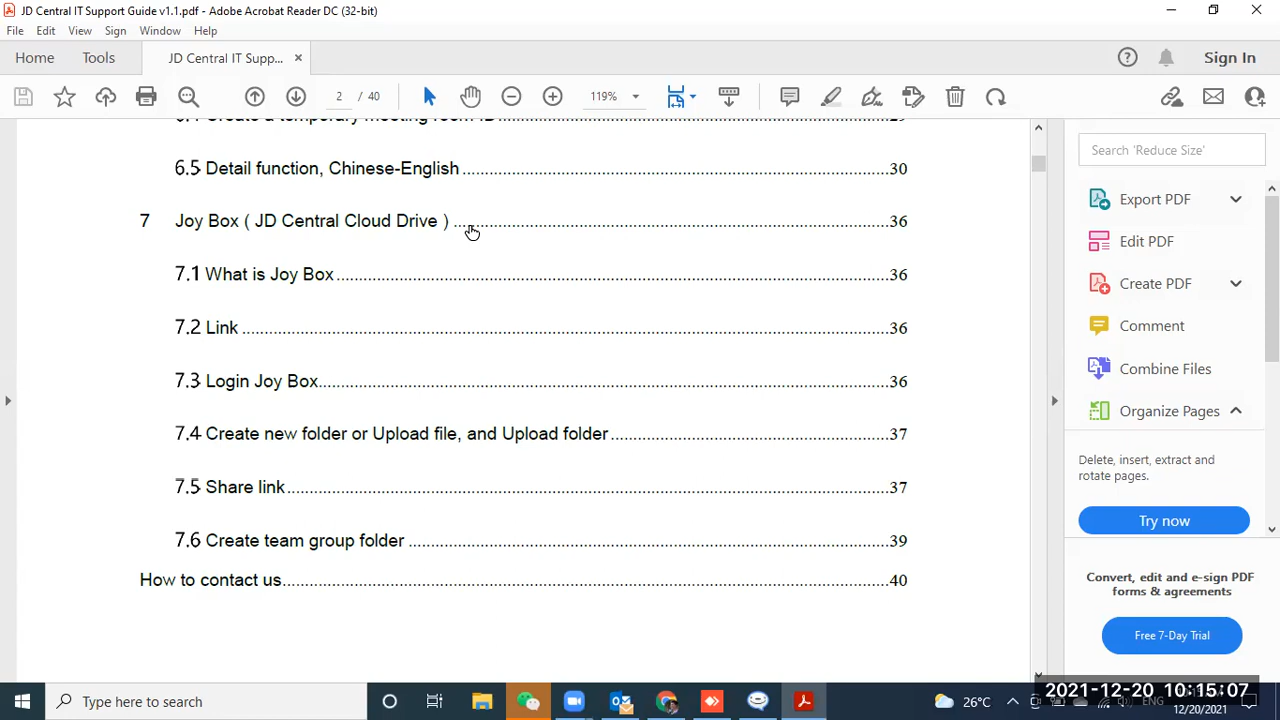 JD Central IT Support Guide v1.1.pdf - Adobe Acrobat Reader DC (32-bit)
File Edit View Sign Window Help
Home Tools JD Central IT Supp... × Sign In
2 / 40 119%
Create a temporary meeting room ID
6.5 Detail function, Chinese-English 30
7 Joy Box ( JD Central Cloud Drive ) 36
7.1 What is Joy Box 36
7.2 Link 36
7.3 Login Joy Box 36
7.4 Create new folder or Upload file, and Upload folder 37
7.5 Share link 37
7.6 Create team group folder 39
How to contact us 40
Search 'Reduce Size'
Export PDF
Edit PDF
Create PDF
Comment
Combine Files
Organize Pages
Delete, insert, extract and
rotate pages.
Try now
Convert, edit and e-sign PDF
forms & agreements
Free 7-Day Trial
Type here to search
26°C
ENG
2021-12-20 10:15:07
12/20/2021